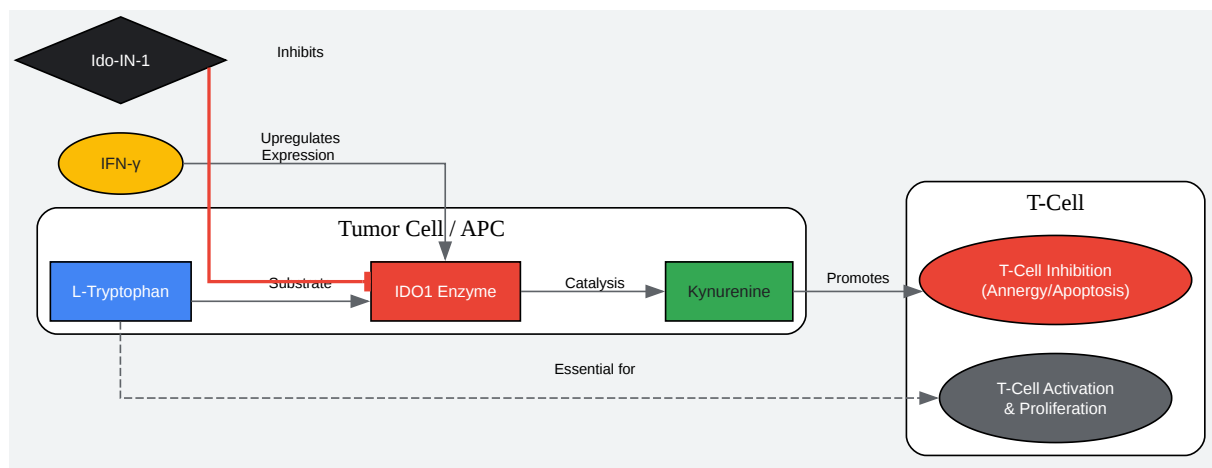 Ido-IN-1
Inhibits
IFN-γ
Upregulates
Expression
Tumor Cell / APC
T-Cell
L-Tryptophan
Substrate
IDO1 Enzyme
Catalysis
Kynurenine
Promotes
T-Cell Inhibition
(Annergy/Apoptosis)
Essential for
T-Cell Activation
& Proliferation